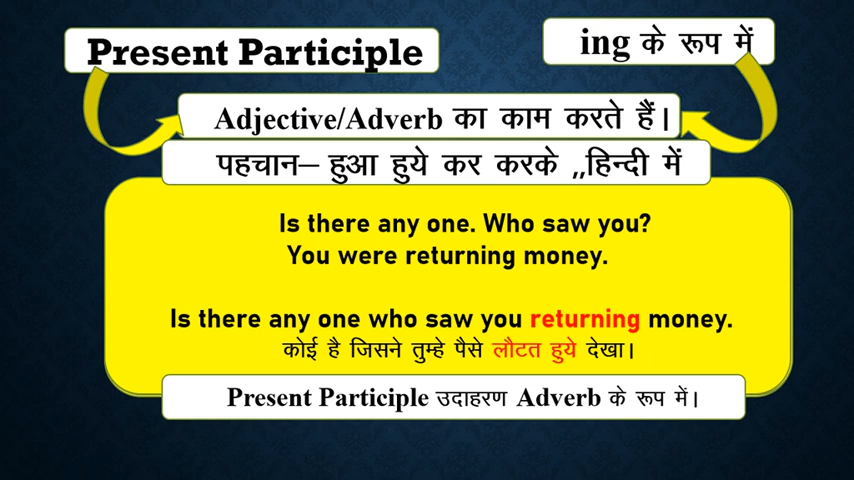 Present Participle
ing के रूप में
Adjective/Adverb का काम करते हैं।
पहचान– हुआ हुये कर करके ,,हिन्दी में
Is there any one. Who saw you?
You were returning money.
Is there any one who saw you returning money.
कोई है जिसने तुम्हे पैसे लौटत हुये देखा।
Present Participle उदाहरण Adverb के रूप में।